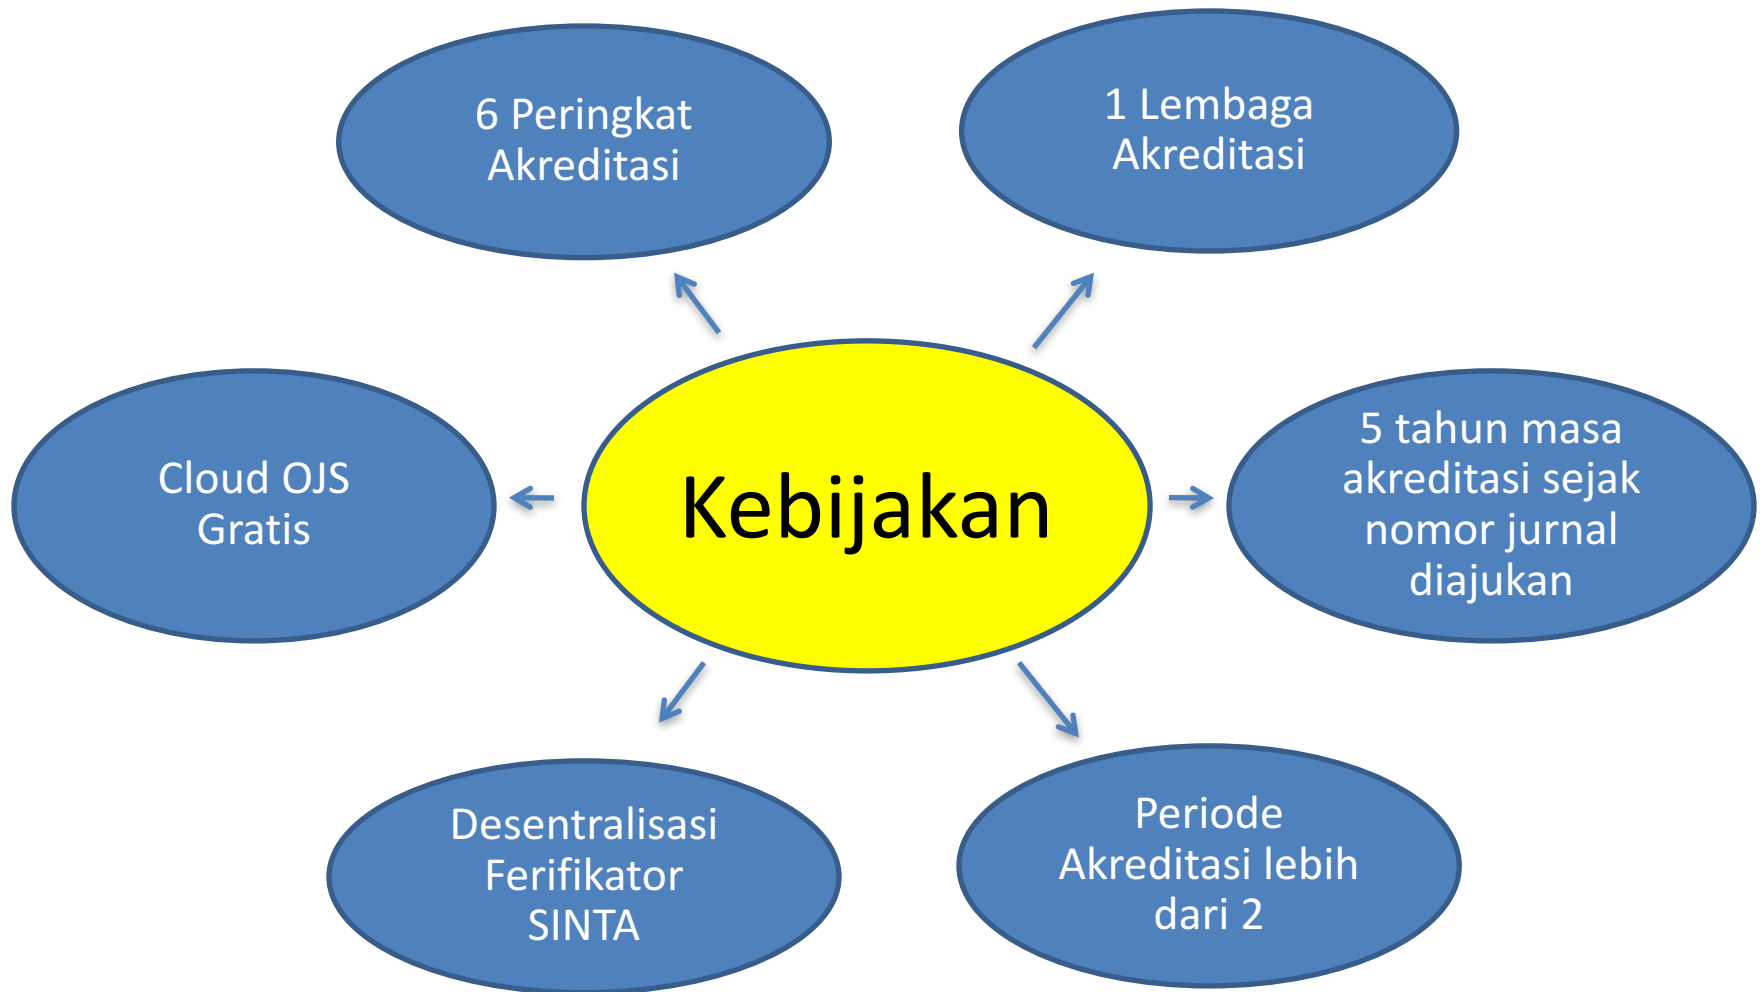 6 Peringkat
Akreditasi
1 Lembaga
Akreditasi
Cloud OJS
Gratis
Kebijakan
5 tahun masa
akreditasi sejak
nomor jurnal
diajukan
Desentralisasi
Ferifikator
SINTA
Periode
Akreditasi lebih
dari 2